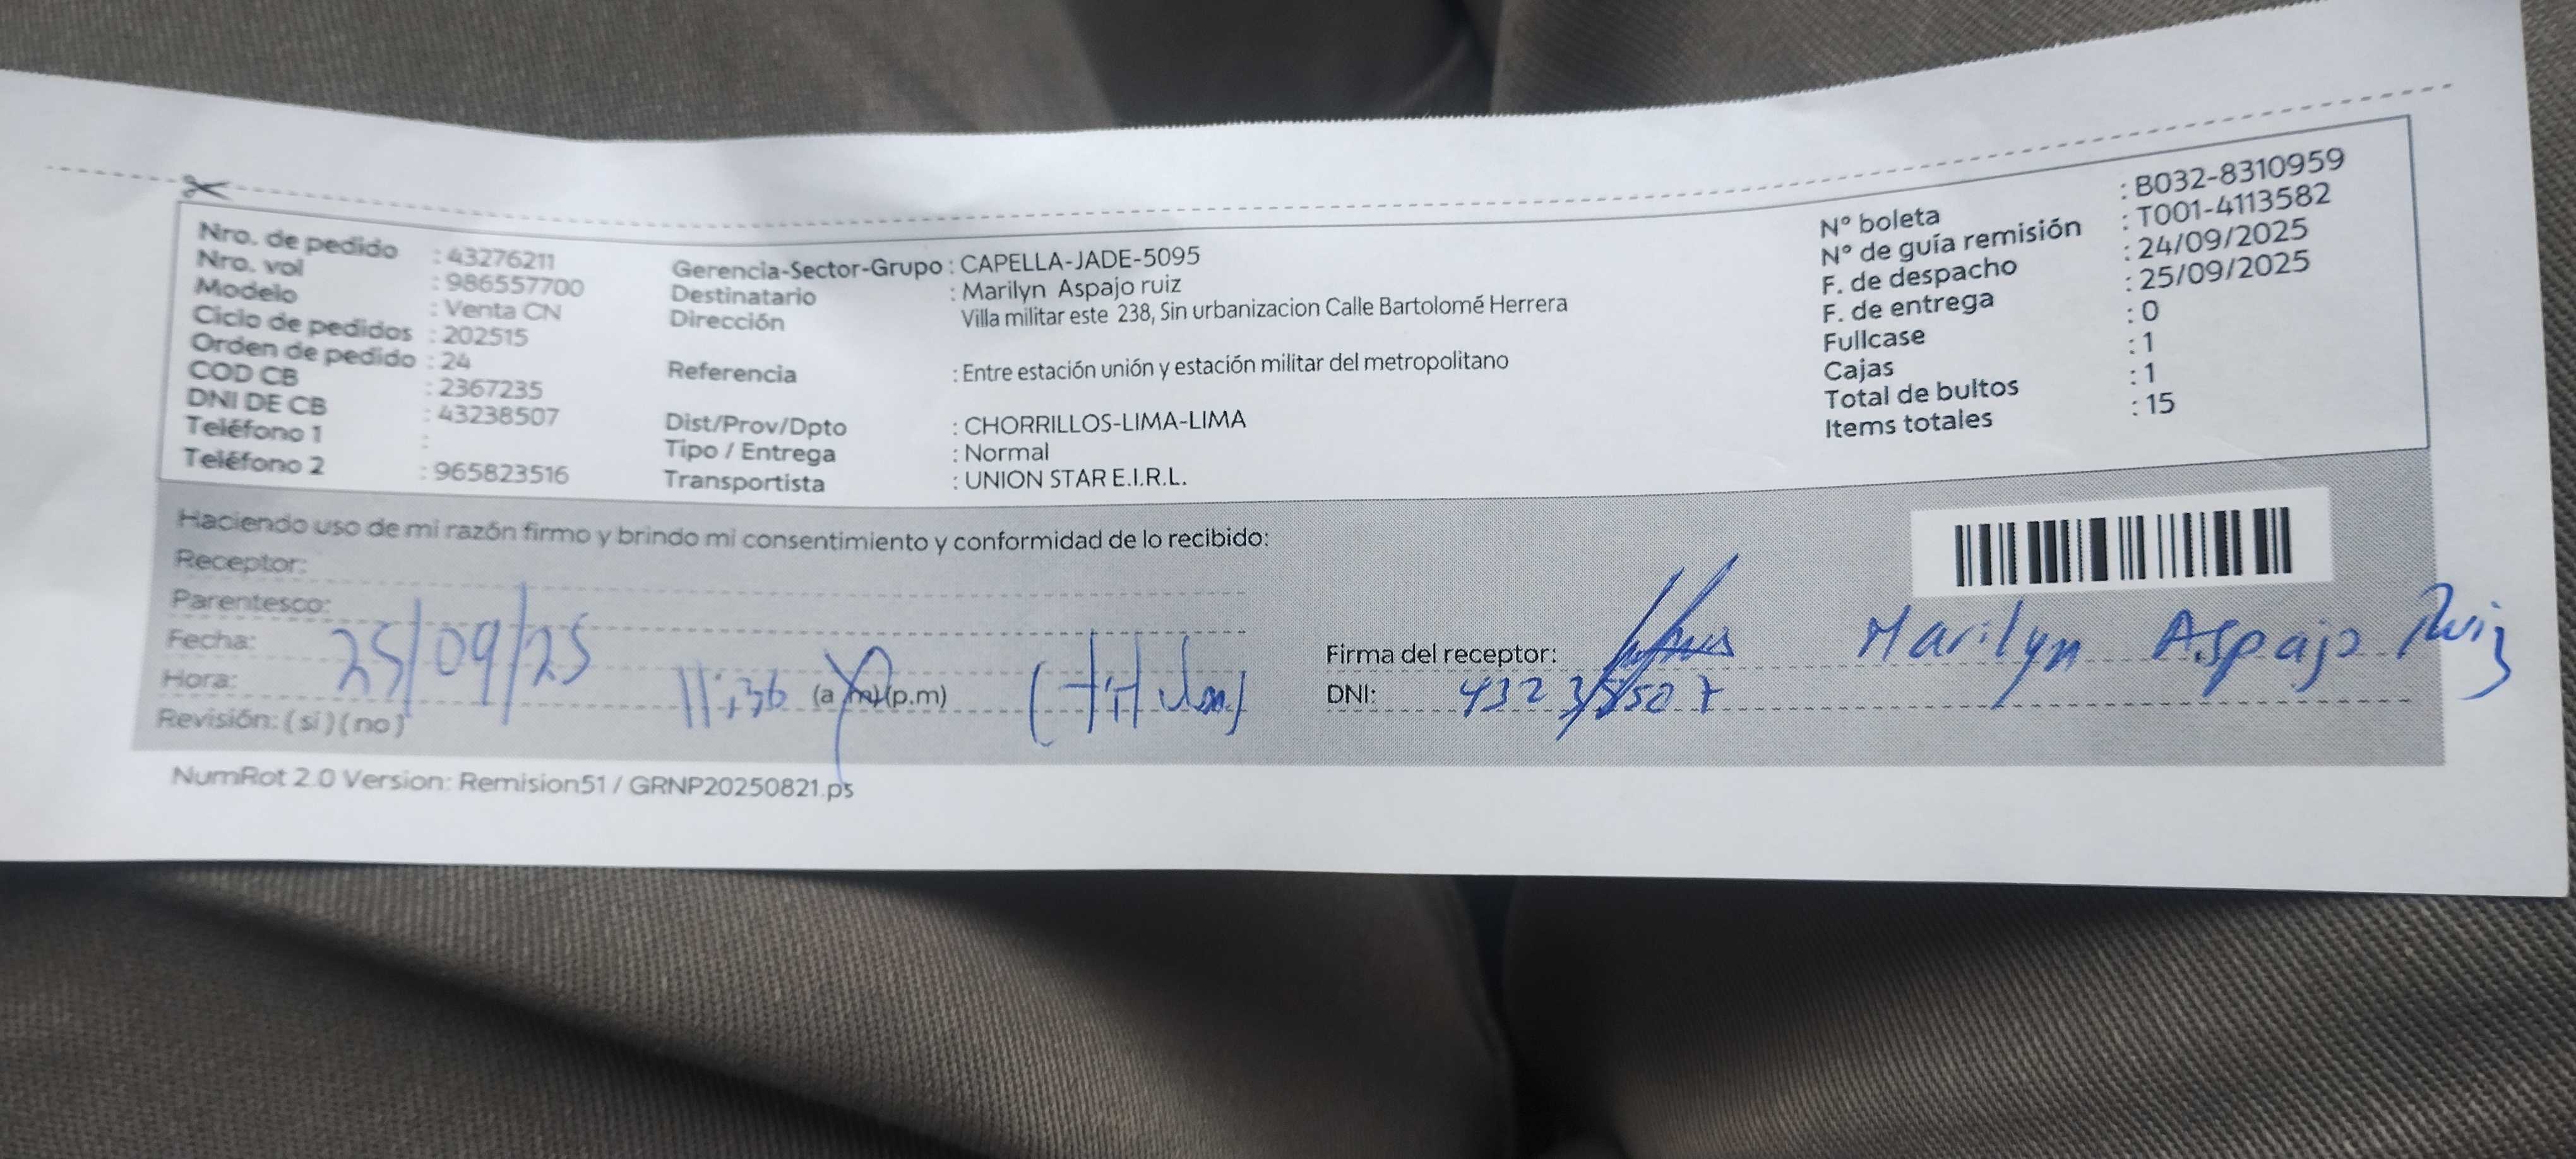 Nro. de pedido : 43276211
Nro. vol : 986557700
Modelo : Venta CN
Ciclo de pedidos : 202515
Orden de pedido : 24
COD CB : 2367235
DNI DE CB : 43238507
Teléfono 1 :
Teléfono 2 : 965823516
Gerencia-Sector-Grupo : CAPELLA-JADE-5095
Destinatario : Marilyn Aspajo ruiz
Dirección Villa militar este 238, Sin urbanizacion Calle Bartolomé Herrera
Referencia : Entre estación unión y estación militar del metropolitano
Dist/Prov/Dpto : CHORRILLOS-LIMA-LIMA
Tipo / Entrega : Normal
Transportista : UNION STAR E.I.R.L.
N° boleta : B032-8310959
N° de guía remisión : T001-4113582
F. de despacho : 24/09/2025
F. de entrega : 25/09/2025
Fullcase : 0
Cajas : 1
Total de bultos : 1
Items totales : 15
Haciendo uso de mi razón firmo y brindo mi consentimiento y conformidad de lo recibido:
Receptor:
Parentesco:
Fecha: 25/09/25
Hora: 11:36 (a.m)(p.m) (titular)
Revisión: (si) (no)
Firma del receptor: Marilyn Aspajo Ruiz
DNI: 43238507
NumRot 2.0 Version: Remision51 / GRNP20250821.ps